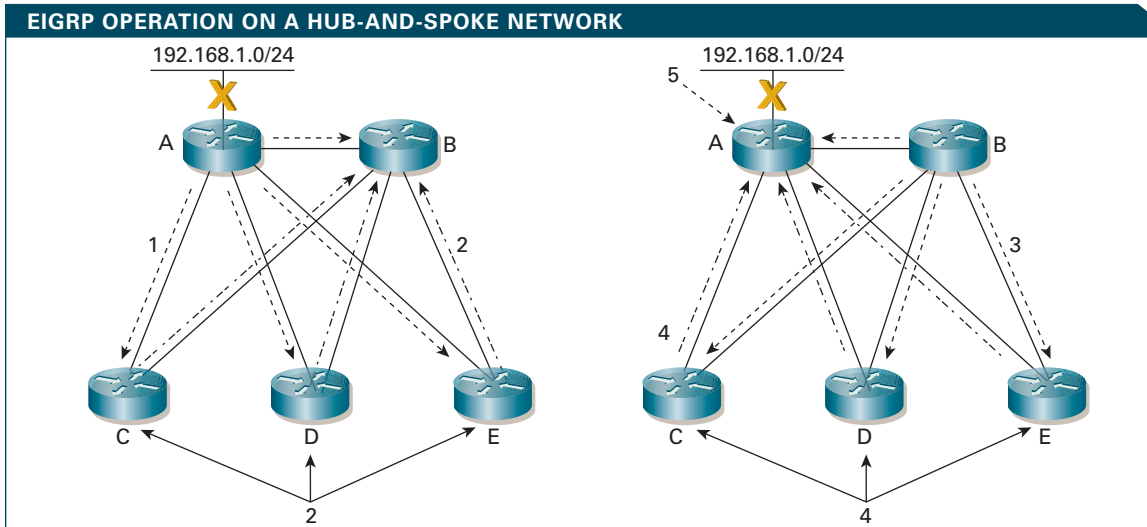 EIGRP OPERATION ON A HUB-AND-SPOKE NETWORK
192.168.1.0/24
A
B
1
2
C
D
E
2
192.168.1.0/24
5
A
B
3
4
C
D
E
4